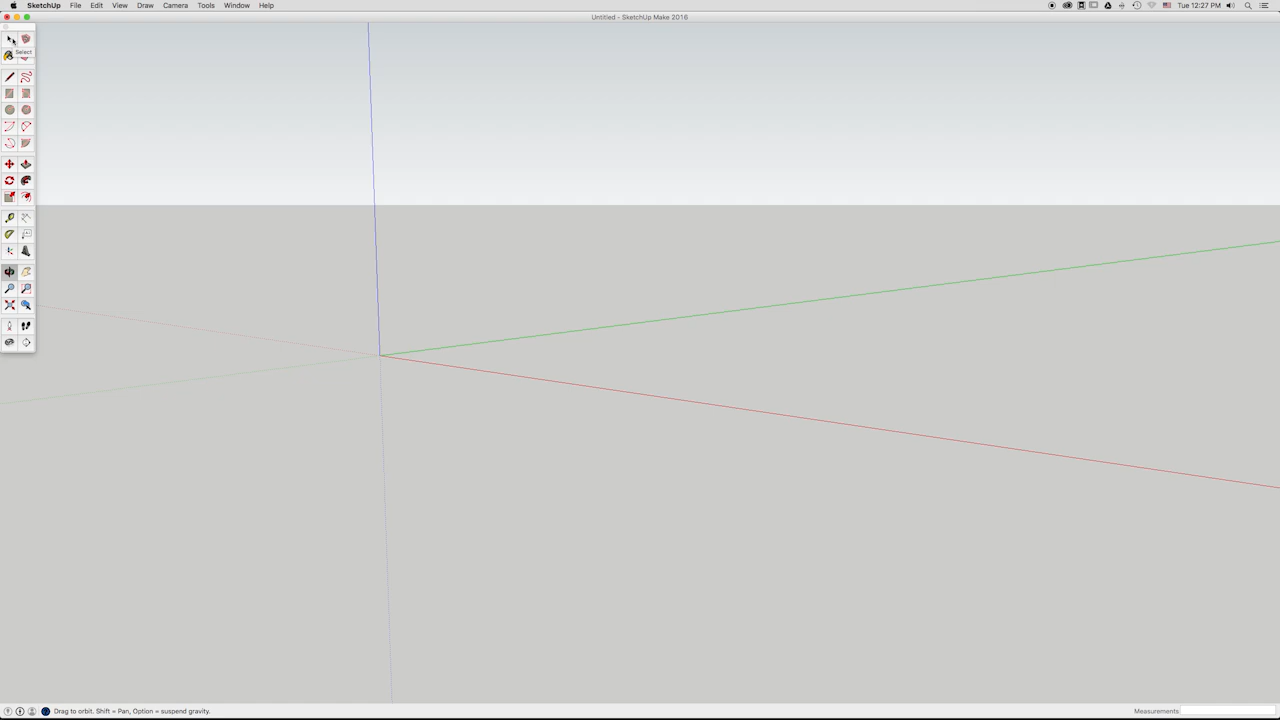 SketchUp File Edit View Draw Camera Tools Window Help Tue 12:27 PM
Untitled - SketchUp Make 2016
Select
Drag to orbit. Shift = Pan, Option = suspend gravity. Measurements